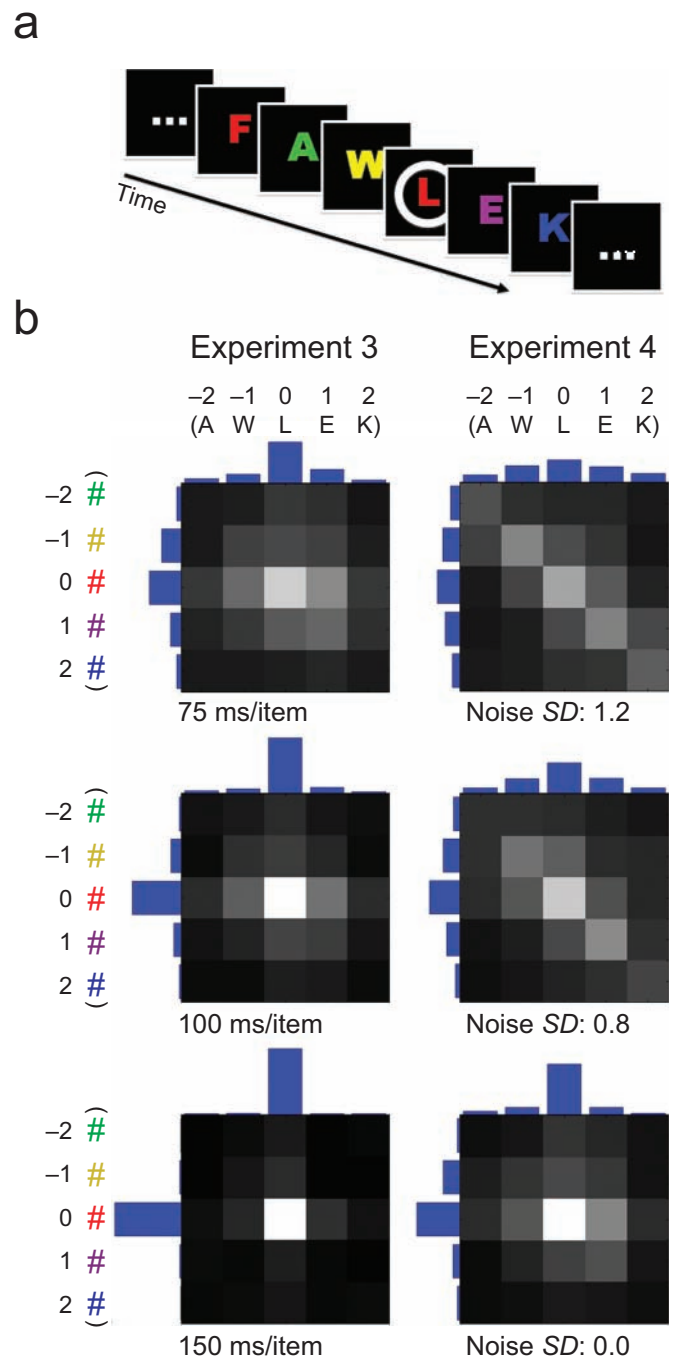 a
...
F
A
W
L
E
K
...
Time
b
Experiment 3 Experiment 4
–2 –1 0 1 2 –2 –1 0 1 2
(A W L E K) (A W L E K)
–2 #
–1 #
0 #
1 #
2 #
( )
75 ms/item Noise SD: 1.2
–2 #
–1 #
0 #
1 #
2 #
( )
100 ms/item Noise SD: 0.8
–2 #
–1 #
0 #
1 #
2 #
( )
150 ms/item Noise SD: 0.0